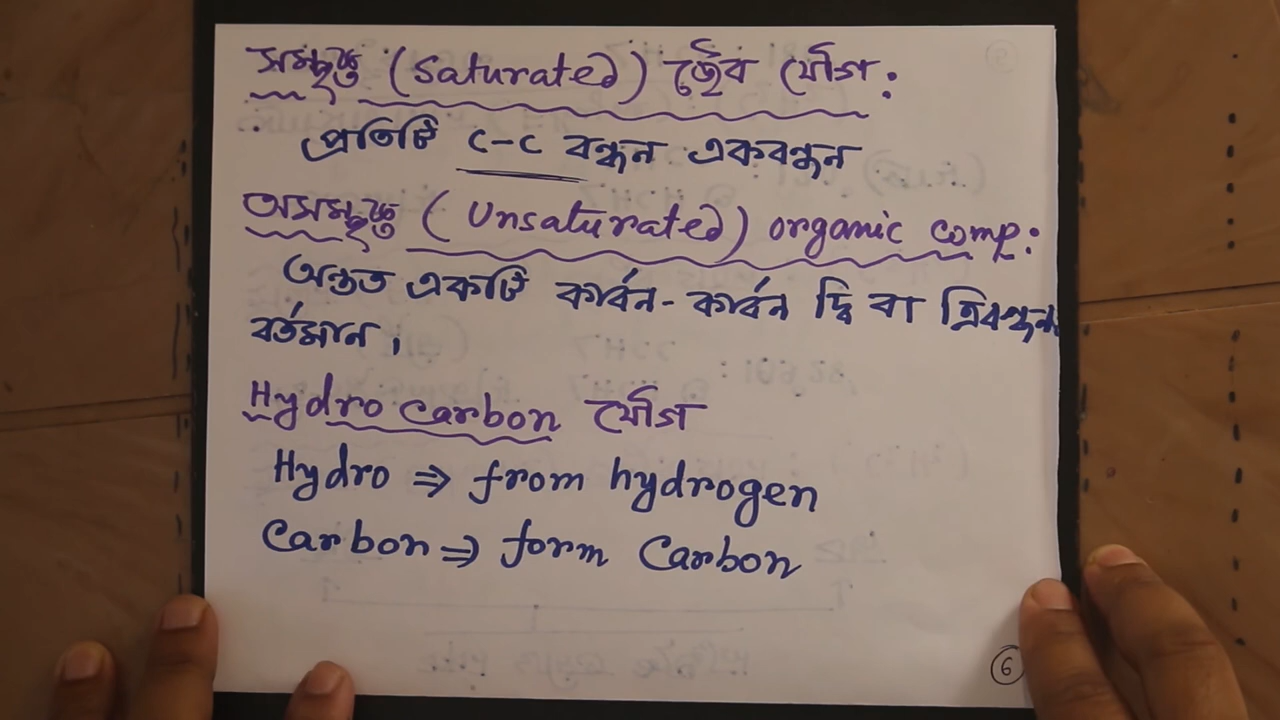 সম্পৃক্ত (Saturated) জৈব যৌগ:
প্রতিটি C-C বন্ধন একবন্ধন
অসম্পৃক্ত (Unsaturated) organic comp:
অন্তত একটি কার্বন-কার্বন দ্বি বা ত্রিবন্ধন
বর্তমান।
Hydro carbon যৌগ
Hydro ⇒ from hydrogen
Carbon ⇒ form Carbon
6